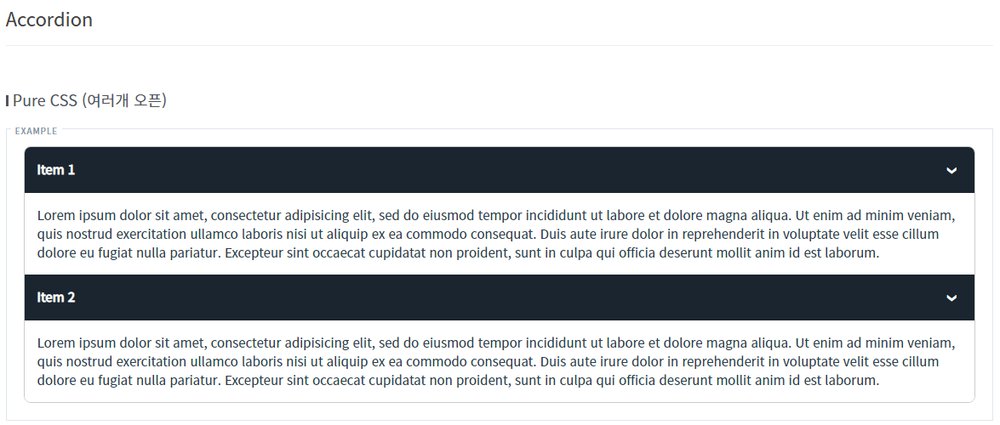 Accordion
Pure CSS (여러개 오픈)
EXAMPLE
Item 1
Lorem ipsum dolor sit amet, consectetur adipisicing elit, sed do eiusmod tempor incididunt ut labore et dolore magna aliqua. Ut enim ad minim veniam,
quis nostrud exercitation ullamco laboris nisi ut aliquip ex ea commodo consequat. Duis aute irure dolor in reprehenderit in voluptate velit esse cillum
dolore eu fugiat nulla pariatur. Excepteur sint occaecat cupidatat non proident, sunt in culpa qui officia deserunt mollit anim id est laborum.
Item 2
Lorem ipsum dolor sit amet, consectetur adipisicing elit, sed do eiusmod tempor incididunt ut labore et dolore magna aliqua. Ut enim ad minim veniam,
quis nostrud exercitation ullamco laboris nisi ut aliquip ex ea commodo consequat. Duis aute irure dolor in reprehenderit in voluptate velit esse cillum
dolore eu fugiat nulla pariatur. Excepteur sint occaecat cupidatat non proident, sunt in culpa qui officia deserunt mollit anim id est laborum.